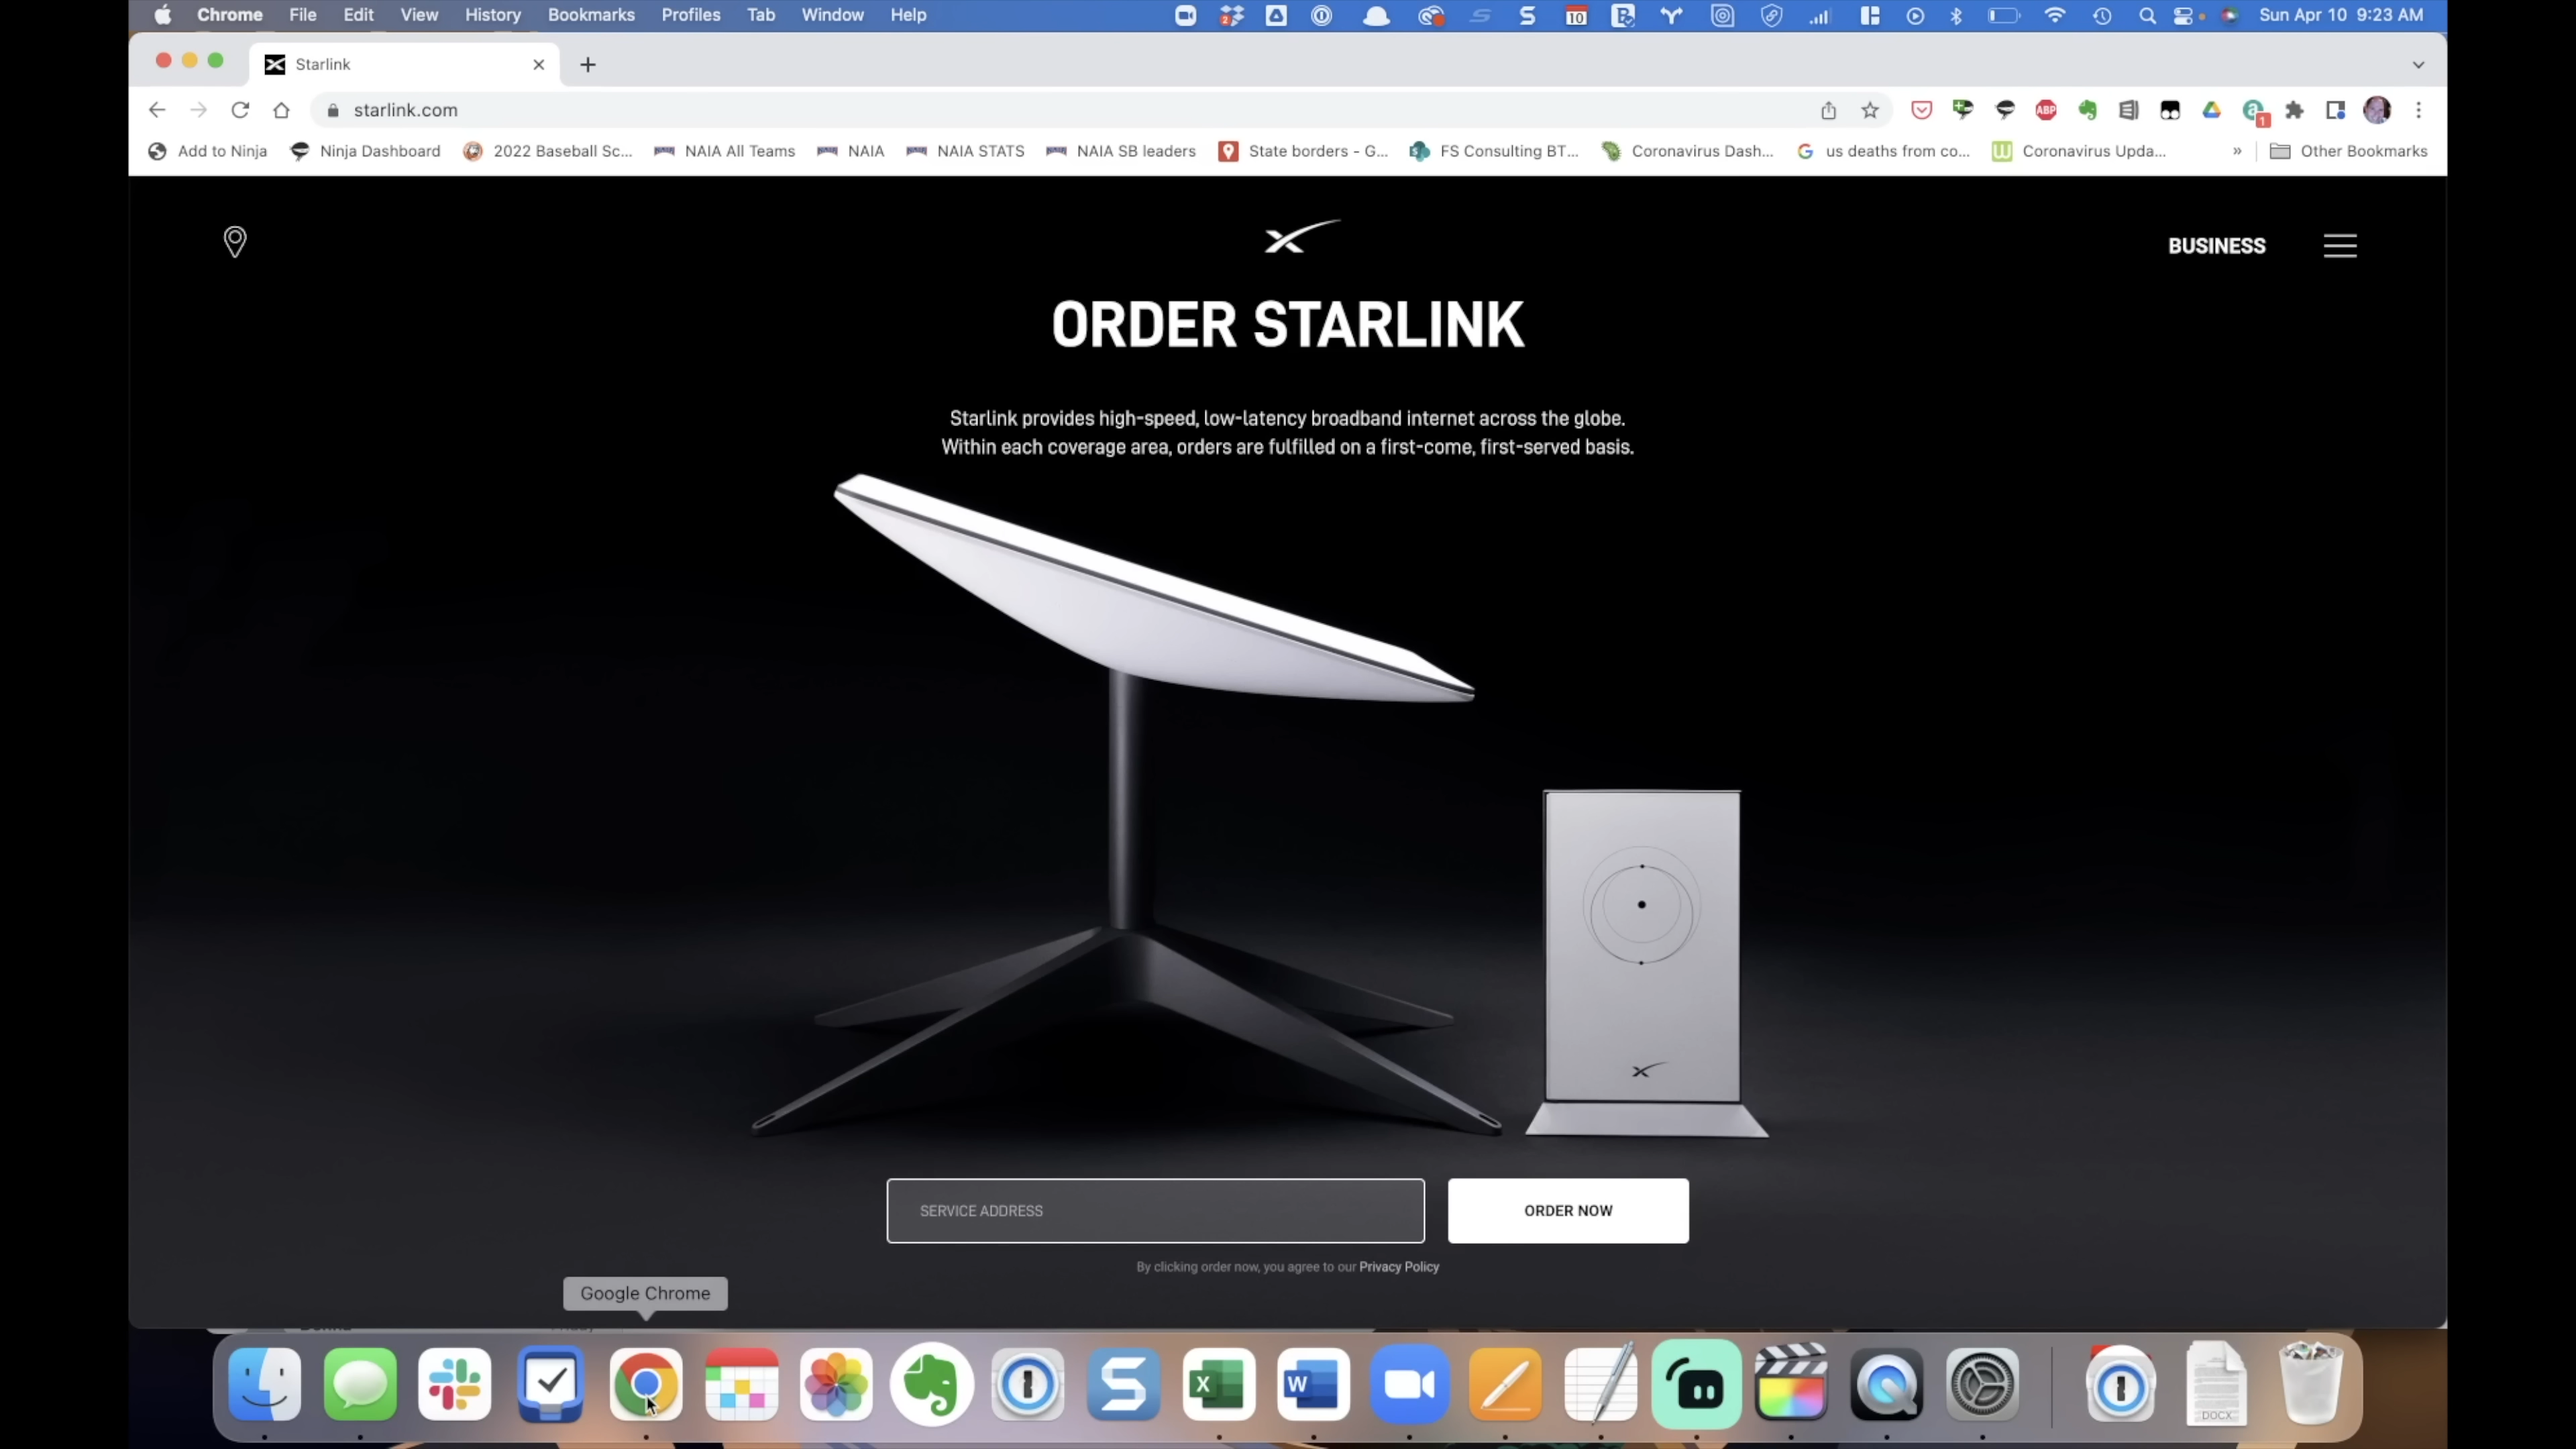 Chrome File Edit View History Bookmarks Profiles Tab Window Help 2 10 Sun Apr 10 9:23 AM
Starlink
starlink.com ABP a 1
Add to Ninja Ninja Dashboard 2022 Baseball Sc... NAIA All Teams NAIA NAIA STATS NAIA SB leaders State borders - G... FS Consulting BT... Coronavirus Dash... us deaths from co... Coronavirus Upda... » Other Bookmarks
BUSINESS
ORDER STARLINK
Starlink provides high-speed, low-latency broadband internet across the globe.
Within each coverage area, orders are fulfilled on a first-come, first-served basis.
SERVICE ADDRESS ORDER NOW
By clicking order now, you agree to our Privacy Policy
Google Chrome
S X W DOCX